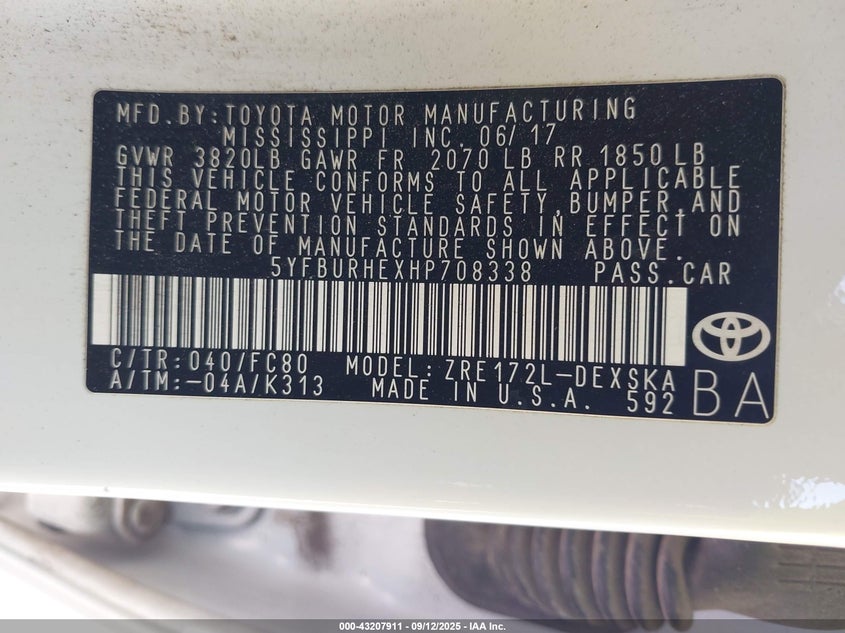 MFD.BY:TOYOTA MOTOR MANUFACTURING
MISSISSIPPI INC. 06/17
GVWR 3820LB GAWR FR 2070 LB RR 1850 LB
THIS VEHICLE CONFORMS TO ALL APPLICABLE
FEDERAL MOTOR VEHICLE SAFETY,BUMPER,AND
THEFT PREVENTION STANDARDS IN EFFECT ON
THE DATE OF MANUFACTURE SHOWN ABOVE.
5YFBURHEXHP708338 PASS.CAR
C/TR:040/FC80 MODEL:ZRE172L-DEXSKA
A/TM:-04A/K313 MADE IN U.S.A. 592 BA
000-43207911 - 09/12/2025 - IAA Inc.